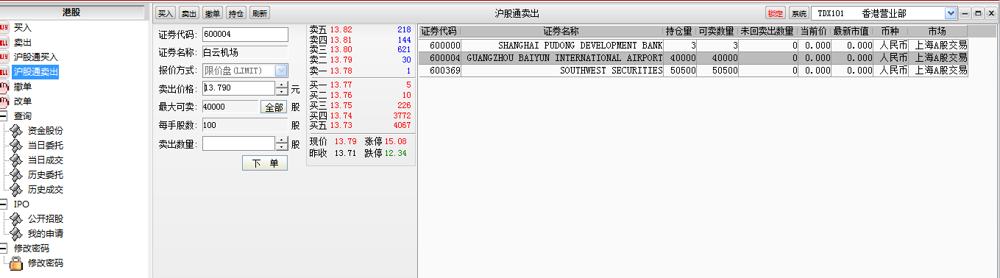 港股
买入
卖出
沪股通买入
沪股通卖出
撤单
改单
查询
资金股份
当日委托
当日成交
历史委托
历史成交
IPO
公开招股
我的申请
修改密码
修改密码
买入 卖出 撤单 持仓 刷新 沪股通卖出 锁定 系统 TDX101 香港营业部
证券代码: 600004
证券名称: 白云机场
报价方式: 限价盘(LIMIT)
卖出价格: 13.790 元
最大可卖: 40000 全部 股
每手股数: 100 股
卖出数量: 股
下 单
卖五 13.82 218
卖四 13.81 144
卖三 13.80 621
卖二 13.79 30
卖一 13.78 1
买一 13.77 5
买二 13.76 10
买三 13.75 226
买四 13.74 3772
买五 13.73 4067
现价 13.79 涨停 15.08
昨收 13.71 跌停 12.34
证券代码 证券名称 持仓量 可卖数量 未回卖出数量 当前价 最新市值 币种 市场
600000 SHANGHAI PUDONG DEVELOPMENT BANK 3 3 0 0.000 0.000 人民币 上海A股交易
600004 GUANGZHOU BAIYUN INTERNATIONAL AIRPORT 40000 40000 0 0.000 0.000 人民币 上海A股交易
600369 SOUTHWEST SECURITIES 50500 50500 0 0.000 0.000 人民币 上海A股交易